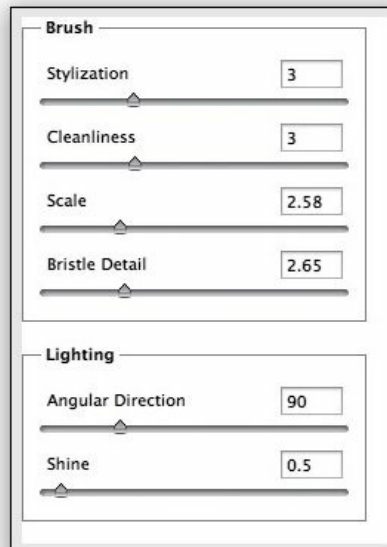 Brush
Stylization 3
Cleanliness 3
Scale 2.58
Bristle Detail 2.65
Lighting
Angular Direction 90
Shine 0.5